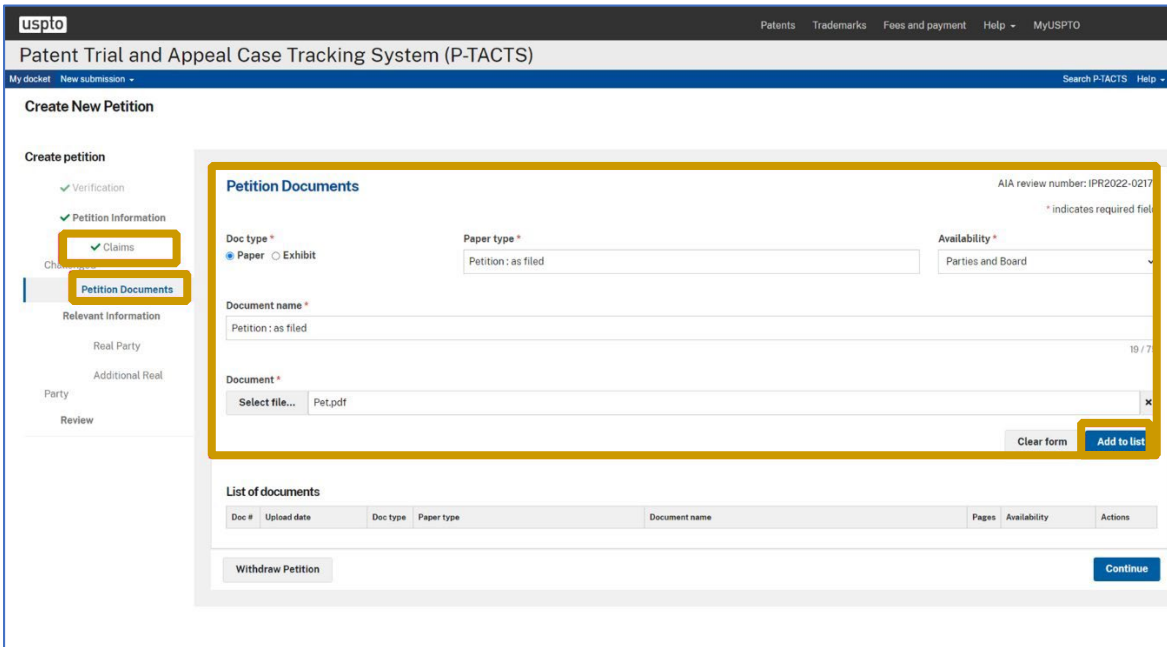 uspto
Patents Trademarks Fees and payment Help MyUSPTO
Patent Trial and Appeal Case Tracking System (P-TACTS)
My docket New submission Search P-TACTS Help
Create New Petition
Create petition
Verification
Petition Information
Claims
Petition Documents
Relevant Information
Real Party
Additional Real
Party
Review
Petition Documents
AIA review number: IPR2022-0217
* indicates required field
Doc type *
Paper Exhibit
Paper type *
Petition : as filed
Availability *
Parties and Board
Document name *
Petition : as filed
19 / 75
Document *
Select file... Pet.pdf
Clear form Add to list
List of documents
Doc # Upload date Doc type Paper type Document name Pages Availability Actions
Withdraw Petition Continue